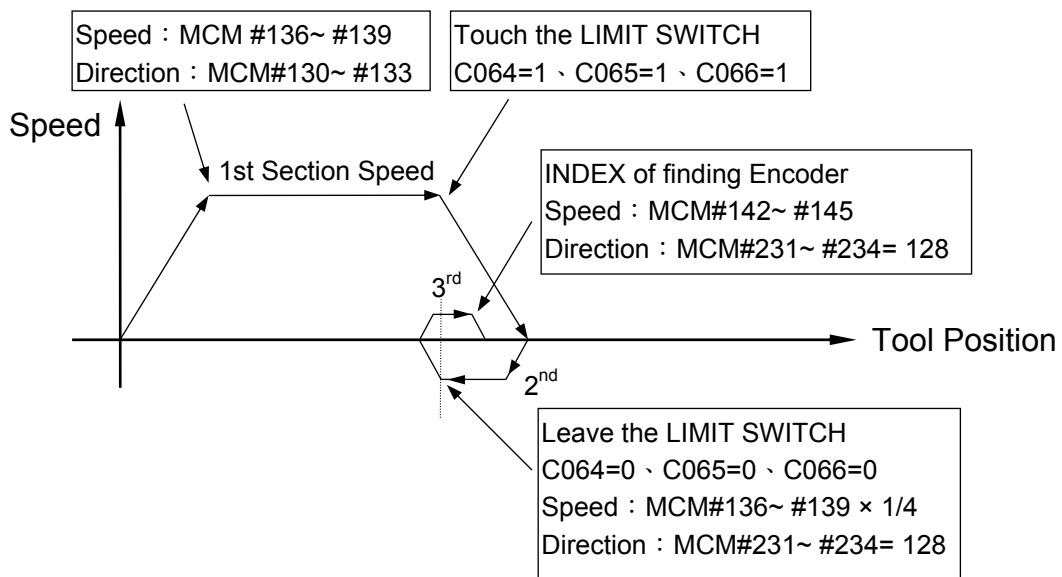 Speed：MCM #136~ #139
Direction：MCM#130~ #133
Touch the LIMIT SWITCH
C064=1、C065=1、C066=1
Speed
1st Section Speed
INDEX of finding Encoder
Speed：MCM#142~ #145
Direction：MCM#231~ #234= 128
3rd
Tool Position
2nd
Leave the LIMIT SWITCH
C064=0、C065=0、C066=0
Speed：MCM#136~ #139 × 1/4
Direction：MCM#231~ #234= 128